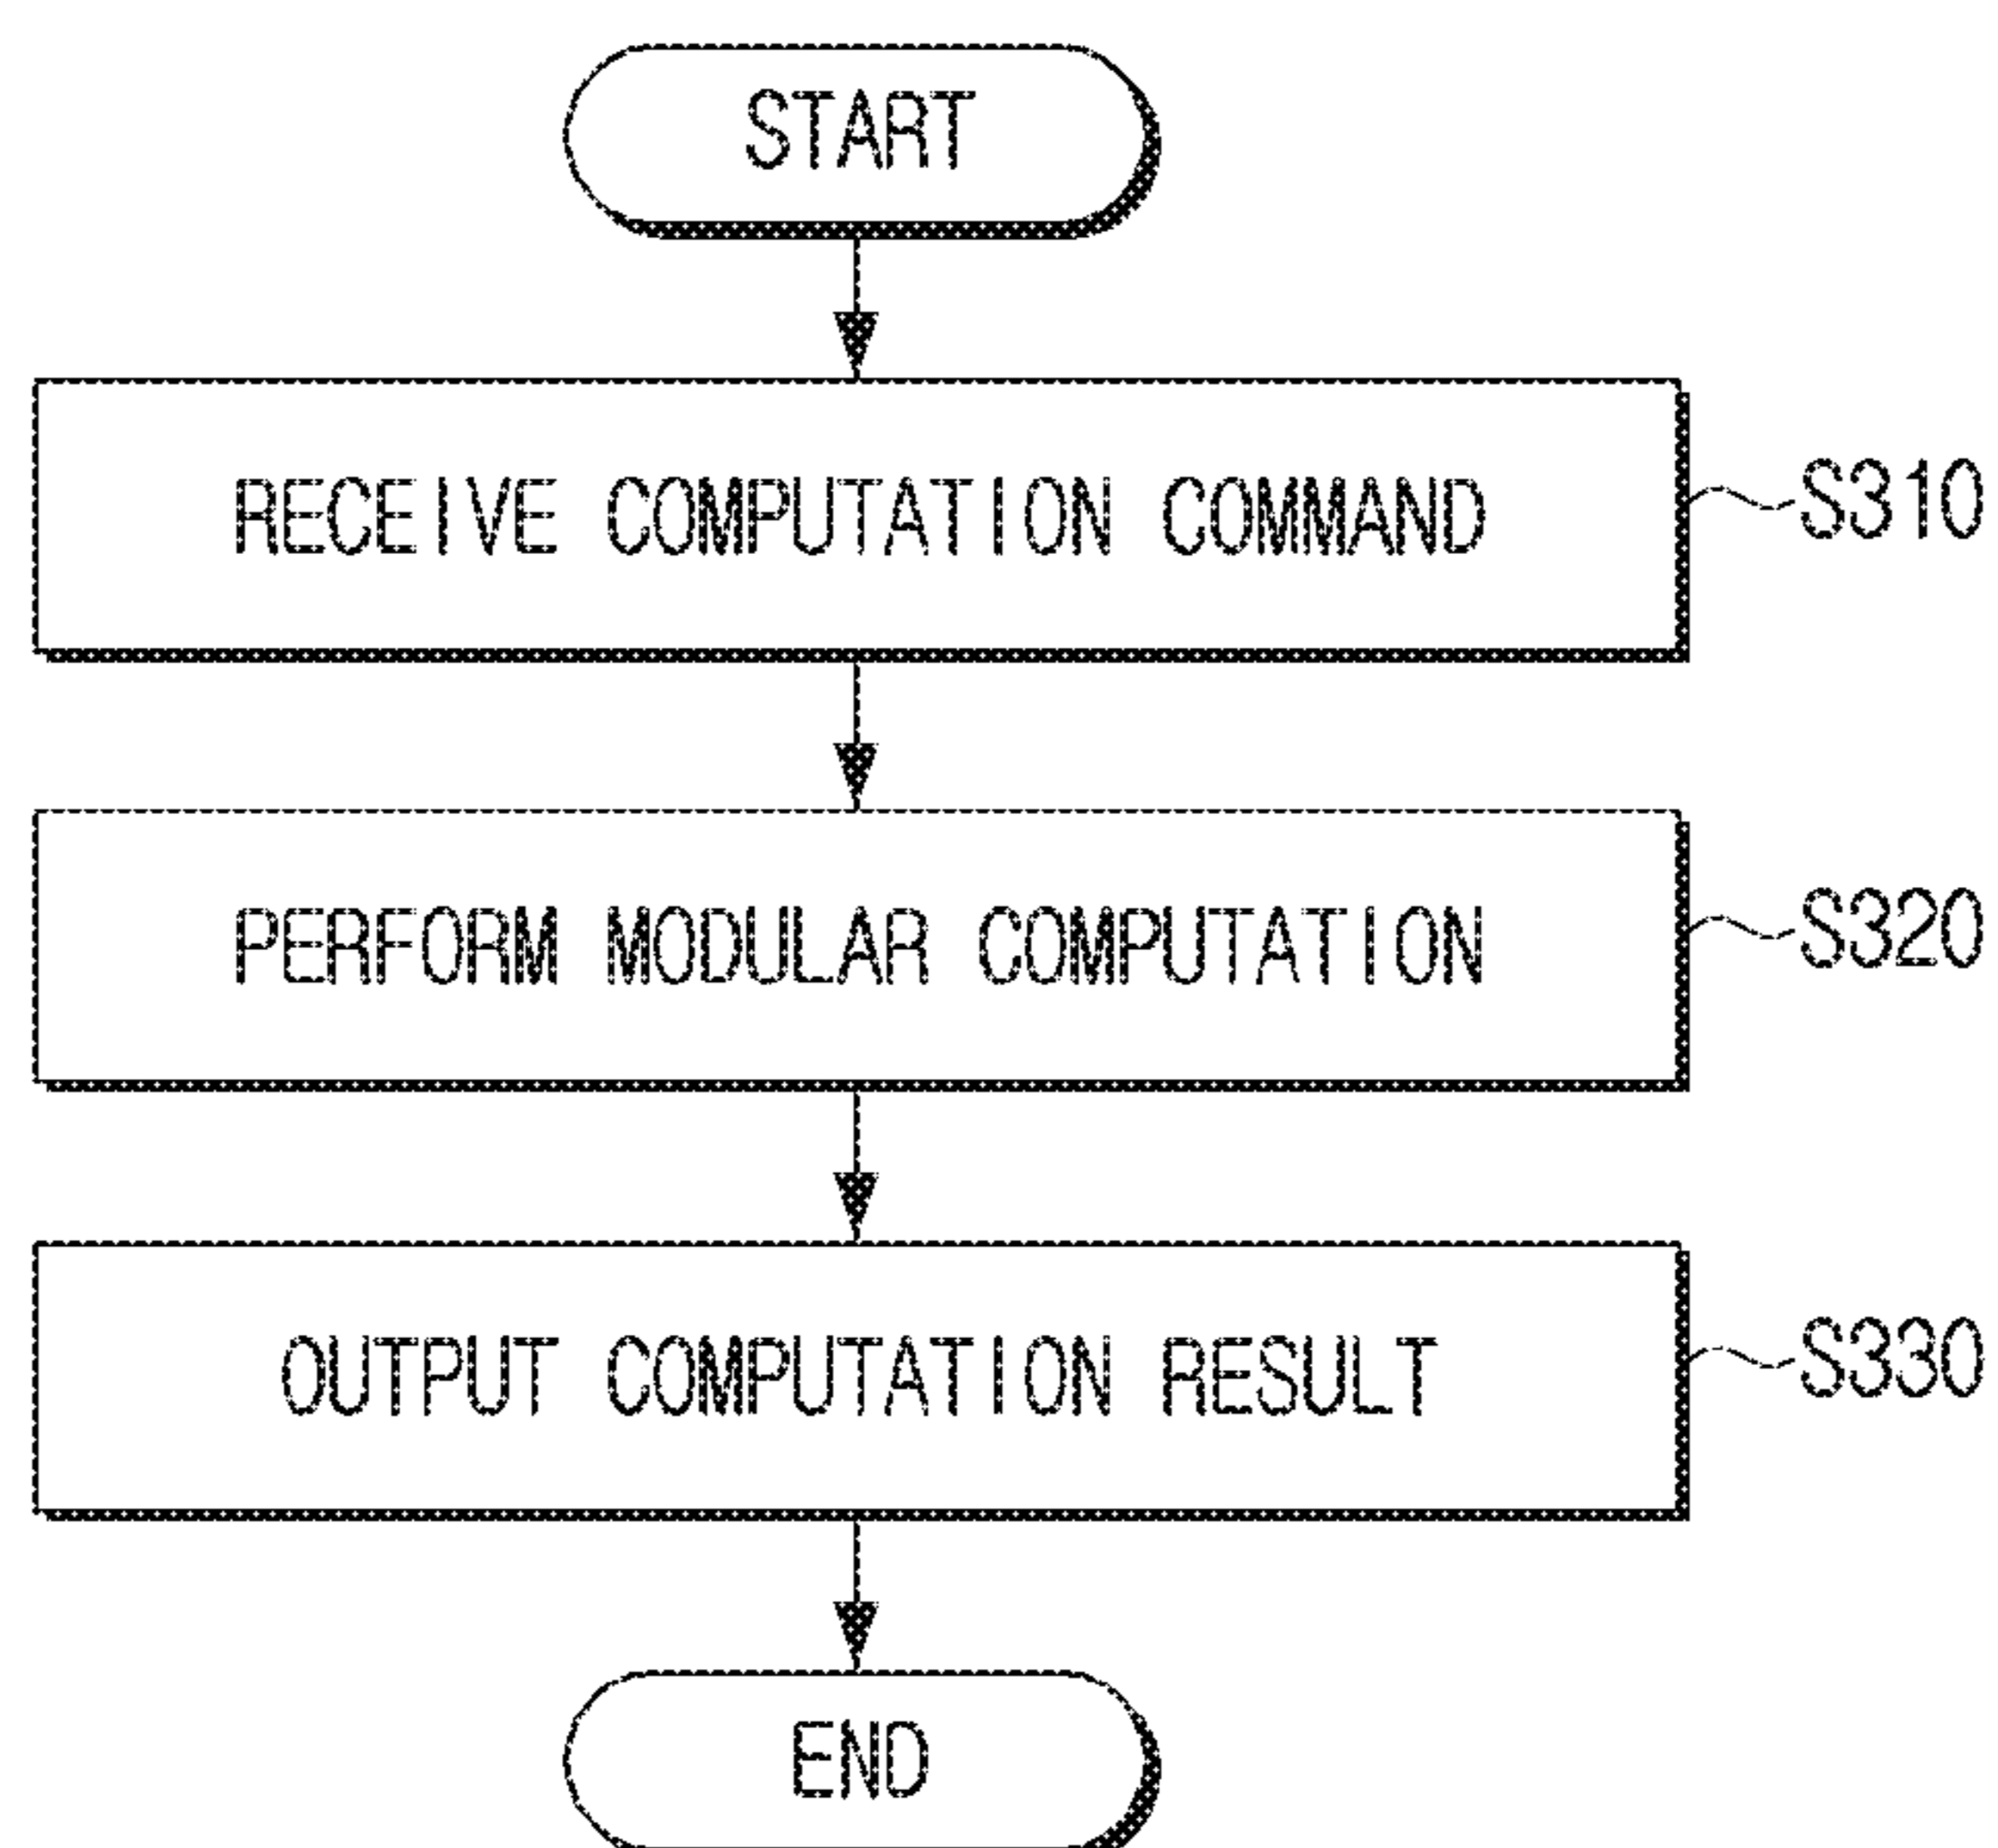 START
RECEIVE COMPUTATION COMMAND
S310
PERFORM MODULAR COMPUTATION
S320
OUTPUT COMPUTATION RESULT
S330
END